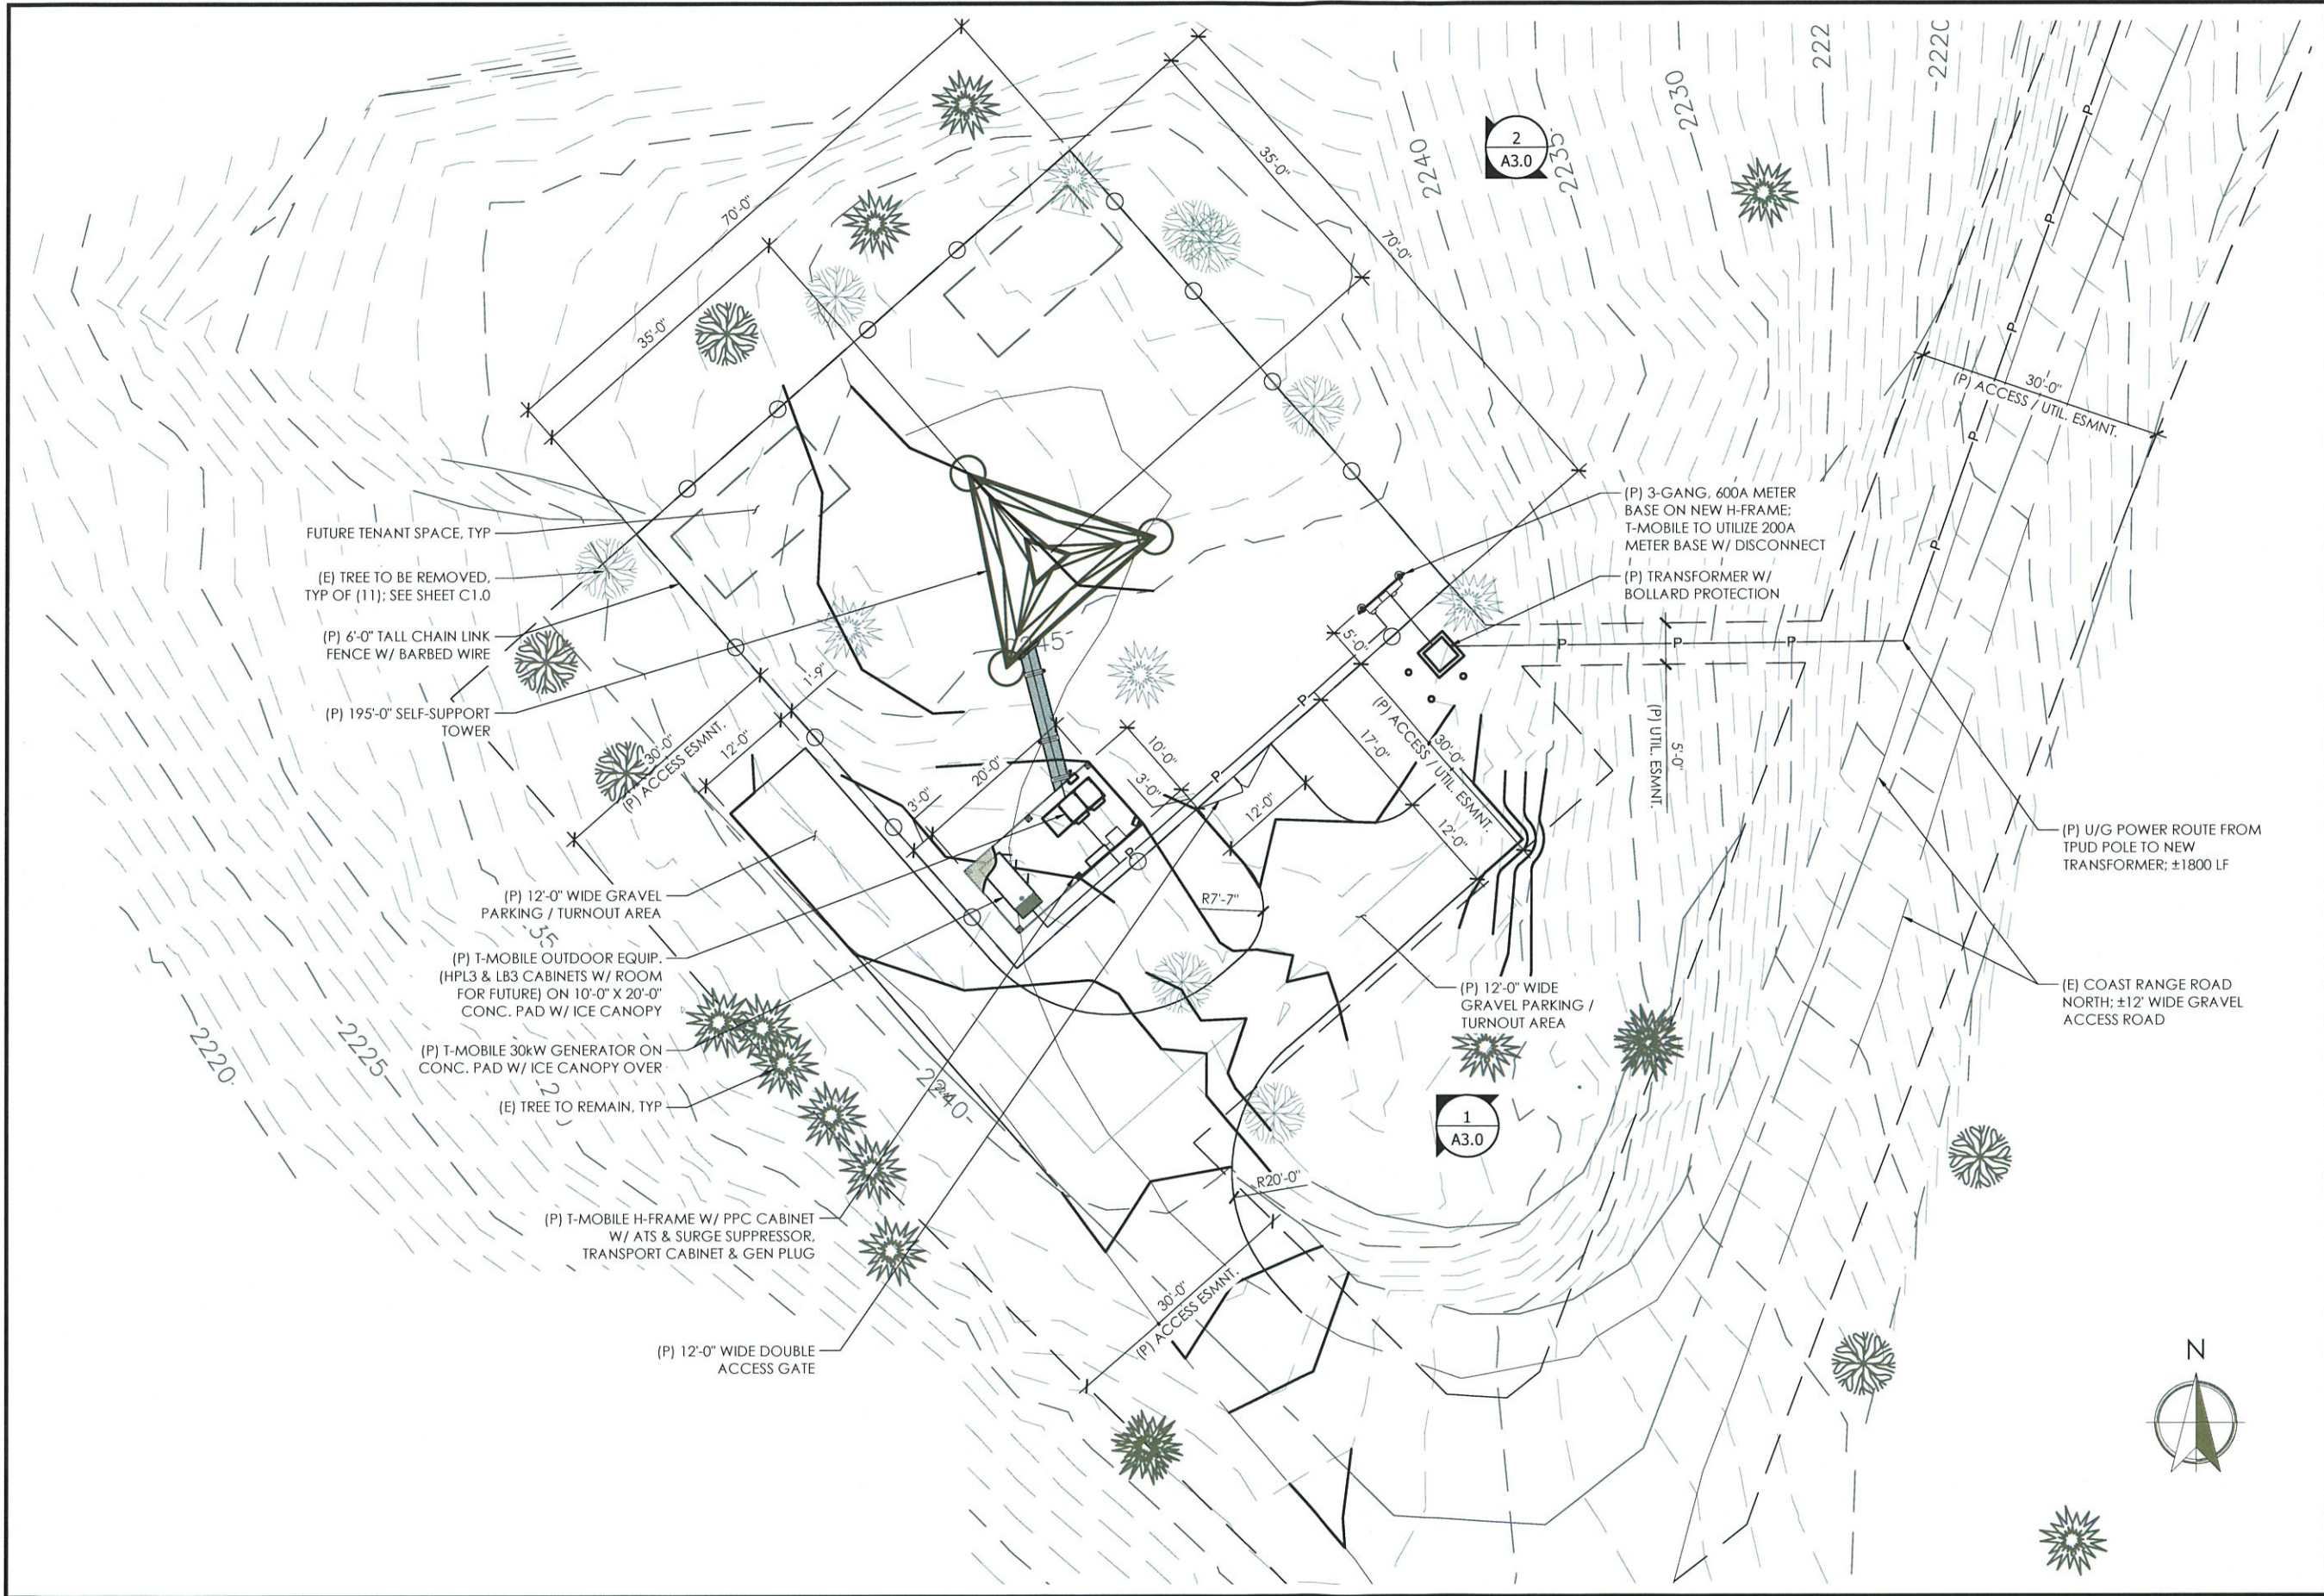 2240
2235
2230
222
2220
2
A3.0
35'-0"
70'-0"
70'-0"
35'-0"
30'-0"
(P) ACCESS / UTIL. ESMNT.
(P) 3-GANG, 600A METER
BASE ON NEW H-FRAME;
T-MOBILE TO UTILIZE 200A
METER BASE W/ DISCONNECT
(P) TRANSFORMER W/
BOLLARD PROTECTION
FUTURE TENANT SPACE, TYP
(E) TREE TO BE REMOVED,
TYP OF (11); SEE SHEET C1.0
(P) 6'-0" TALL CHAIN LINK
FENCE W/ BARBED WIRE
(P) 195'-0" SELF-SUPPORT
TOWER
45
P
P
P
P
P
P
P
P
P
P
P
5'-0"
1'-9"
12'-0"
30'-0"
(P) ACCESS ESMNT.
20'-0"
3'-0"
10'-0"
3'-0"
12'-0"
17'-0"
(P) ACCESS / UTIL. ESMNT.
30'-0"
12'-0"
(P) UTIL. ESMNT.
5'-0"
(P) U/G POWER ROUTE FROM
TPUD POLE TO NEW
TRANSFORMER; ±1800 LF
(P) 12'-0" WIDE GRAVEL
PARKING / TURNOUT AREA
35
R7'-7"
(P) T-MOBILE OUTDOOR EQUIP.
(HPL3 & LB3 CABINETS W/ ROOM
FOR FUTURE) ON 10'-0" X 20'-0"
CONC. PAD W/ ICE CANOPY
(P) 12'-0" WIDE
GRAVEL PARKING /
TURNOUT AREA
(E) COAST RANGE ROAD
NORTH; ±12' WIDE GRAVEL
ACCESS ROAD
2220
2225
(P) T-MOBILE 30kW GENERATOR ON
CONC. PAD W/ ICE CANOPY OVER
2
(E) TREE TO REMAIN, TYP
2240
1
A3.0
R20'-0"
(P) T-MOBILE H-FRAME W/ PPC CABINET
W/ ATS & SURGE SUPPRESSOR,
TRANSPORT CABINET & GEN PLUG
30'-0"
(P) ACCESS ESMNT.
(P) 12'-0" WIDE DOUBLE
ACCESS GATE
N